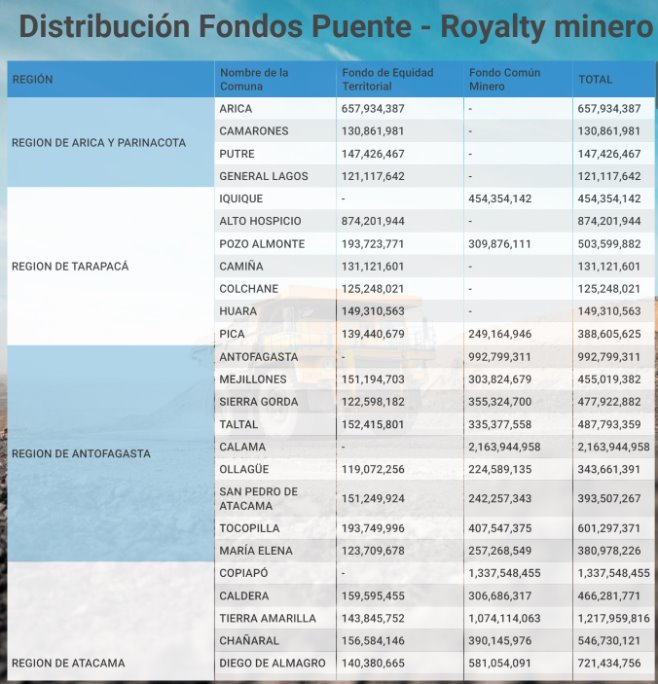 Distribución Fondos Puente - Royalty minero
REGIÓN Nombre de la Comuna Fondo de Equidad Territorial Fondo Común Minero TOTAL
REGION DE ARICA Y PARINACOTA
ARICA 657,934,387 - 657,934,387
CAMARONES 130,861,981 - 130,861,981
PUTRE 147,426,467 - 147,426,467
GENERAL LAGOS 121,117,642 - 121,117,642
REGION DE TARAPACÁ
IQUIQUE - 454,354,142 454,354,142
ALTO HOSPICIO 874,201,944 - 874,201,944
POZO ALMONTE 193,723,771 309,876,111 503,599,882
CAMIÑA 131,121,601 - 131,121,601
COLCHANE 125,248,021 - 125,248,021
HUARA 149,310,563 - 149,310,563
PICA 139,440,679 249,164,946 388,605,625
REGION DE ANTOFAGASTA
ANTOFAGASTA - 992,799,311 992,799,311
MEJILLONES 151,194,703 303,824,679 455,019,382
SIERRA GORDA 122,598,182 355,324,700 477,922,882
TALTAL 152,415,801 335,377,558 487,793,359
CALAMA - 2,163,944,958 2,163,944,958
OLLAGÜE 119,072,256 224,589,135 343,661,391
SAN PEDRO DE ATACAMA 151,249,924 242,257,343 393,507,267
TOCOPILLA 193,749,996 407,547,375 601,297,371
MARÍA ELENA 123,709,678 257,268,549 380,978,226
REGION DE ATACAMA
COPIAPÓ - 1,337,548,455 1,337,548,455
CALDERA 159,595,455 306,686,317 466,281,771
TIERRA AMARILLA 143,845,752 1,074,114,063 1,217,959,816
CHAÑARAL 156,584,146 390,145,976 546,730,121
DIEGO DE ALMAGRO 140,380,665 581,054,091 721,434,756